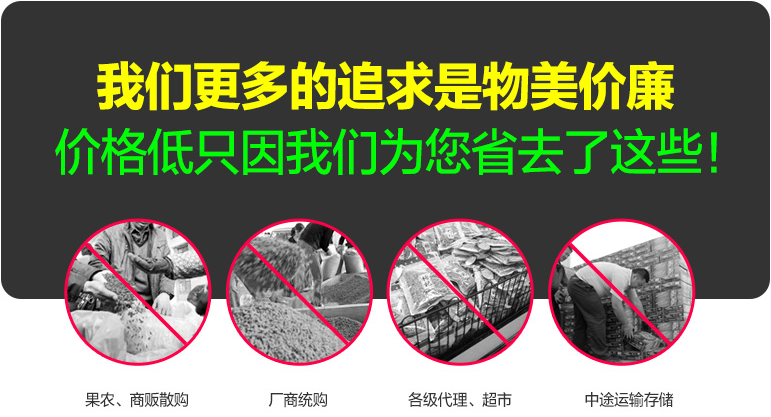 我们更多的追求是物美价廉
价格低只因我们为您省去了这些！
果农、商贩散购
厂商统购
各级代理、超市
中途运输存储